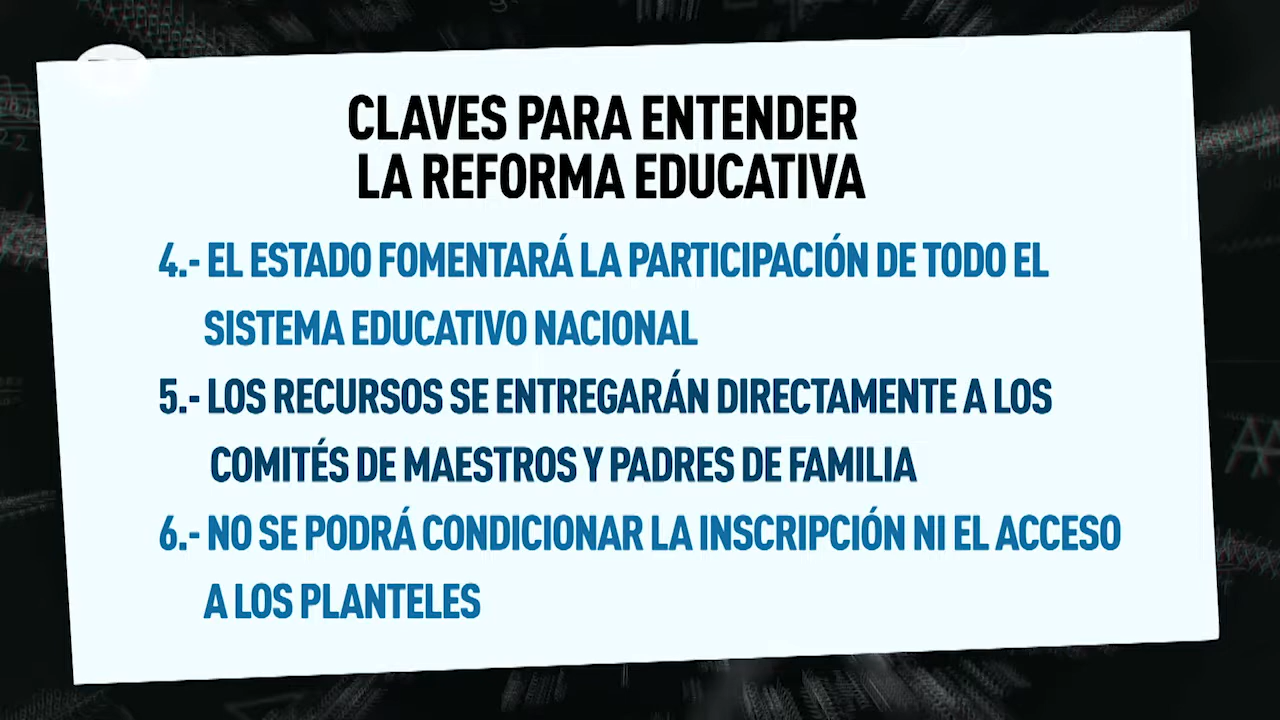 CLAVES PARA ENTENDER
LA REFORMA EDUCATIVA
4.- EL ESTADO FOMENTARÁ LA PARTICIPACIÓN DE TODO EL
SISTEMA EDUCATIVO NACIONAL
5.- LOS RECURSOS SE ENTREGARÁN DIRECTAMENTE A LOS
COMITÉS DE MAESTROS Y PADRES DE FAMILIA
6.- NO SE PODRÁ CONDICIONAR LA INSCRIPCIÓN NI EL ACCESO
A LOS PLANTELES